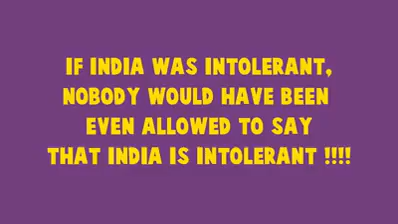 IF INDIA WAS INTOLERANT,
NOBODY WOULD HAVE BEEN
EVEN ALLOWED TO SAY
THAT INDIA IS INTOLERANT !!!!